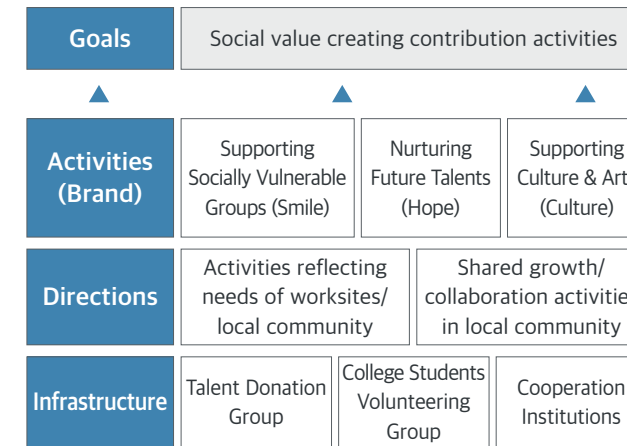 Goals
Social value creating contribution activities
Activities
(Brand)
Supporting
Socially Vulnerable
Groups (Smile)
Nurturing
Future Talents
(Hope)
Supporting
Culture & Art
(Culture)
Directions
Activities reflecting
needs of worksites/
local community
Shared growth/
collaboration activitie
in local community
Infrastructure
Talent Donation
Group
College Students
Volunteering
Group
Cooperation
Institutions